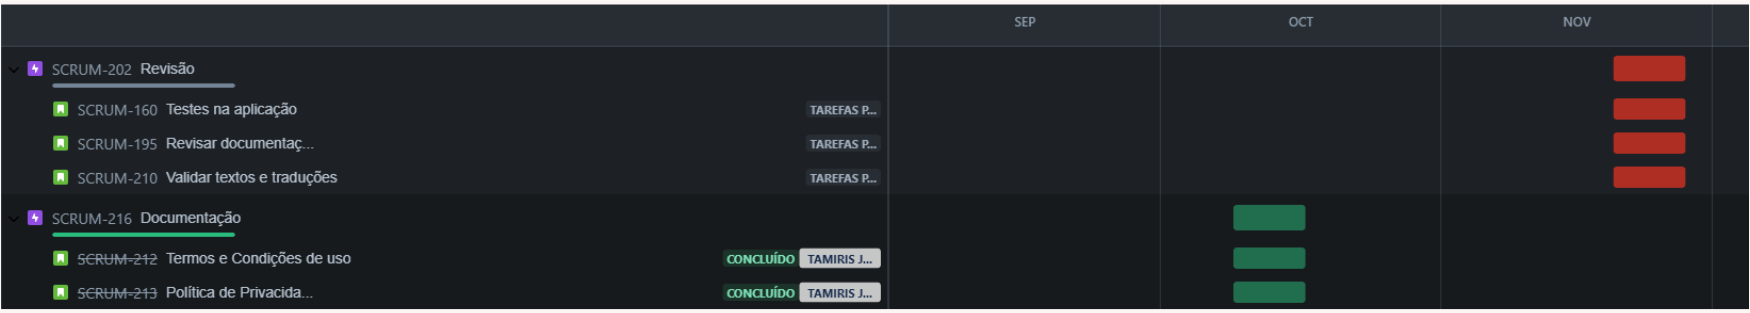 SEP OCT NOV
SCRUM-202 Revisão
SCRUM-160 Testes na aplicação TAREFAS P...
SCRUM-195 Revisar documentaç... TAREFAS P...
SCRUM-210 Validar textos e traduções TAREFAS P...
SCRUM-216 Documentação
SCRUM-212 Termos e Condições de uso CONCLUÍDO TAMIRIS J...
SCRUM-213 Política de Privacida... CONCLUÍDO TAMIRIS J...